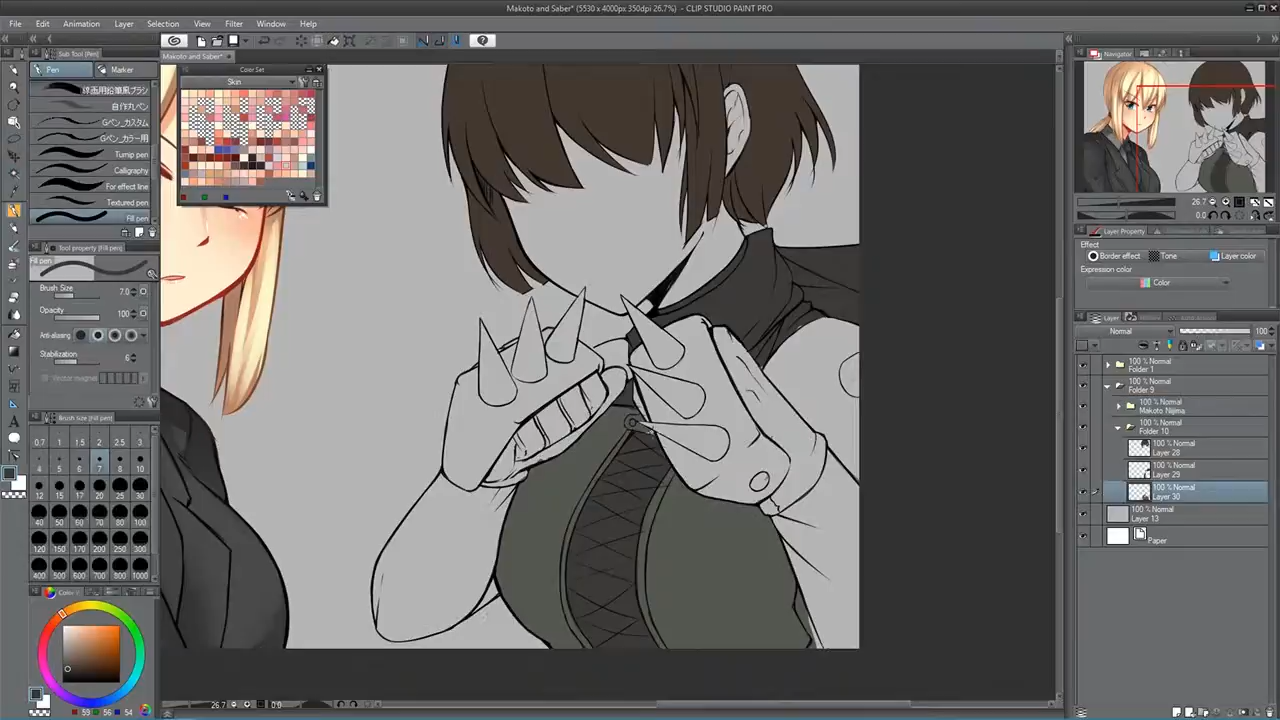 Makoto and Saber* (5530 x 4000px 350dpi 26.7%) - CLIP STUDIO PAINT PRO
File Edit Animation Layer Selection View Filter Window Help
Sub Tool (Pen)
Pen Marker
自作丸ペン
Gペン_カスタム
Gペン_カラー用
Turnip pen
Calligraphy
For effect line
Textured pen
Fill pen
Tool property (Fill pen)
Fill pen
Brush Size 7.0
Opacity 100
Anti-aliasing
Stabilization 6
Vector magnet
Brush size (Fill pen)
0.7 1 1.5 2 2.5 3
4 5 6 7 8 10
12 15 17 20 25 30
40 50 60 70 80 100
120 150 170 200 250 300
400 500 600 700 800 1000
Color
59 56 54
Makoto and Saber*
Color Set
Skin
26.7 0.0
Navigator
26.7
0.0
Layer Property
Effect
Border effect Tone Layer color
Expression color
Color
Layer
Normal 100
100 % Normal
Folder 1
100 % Normal
Folder 9
100 % Normal
Makoto Niijima
100 % Normal
Folder 10
100 % Normal
Layer 28
100 % Normal
Layer 29
100 % Normal
Layer 30
100 % Normal
Layer 13
Paper